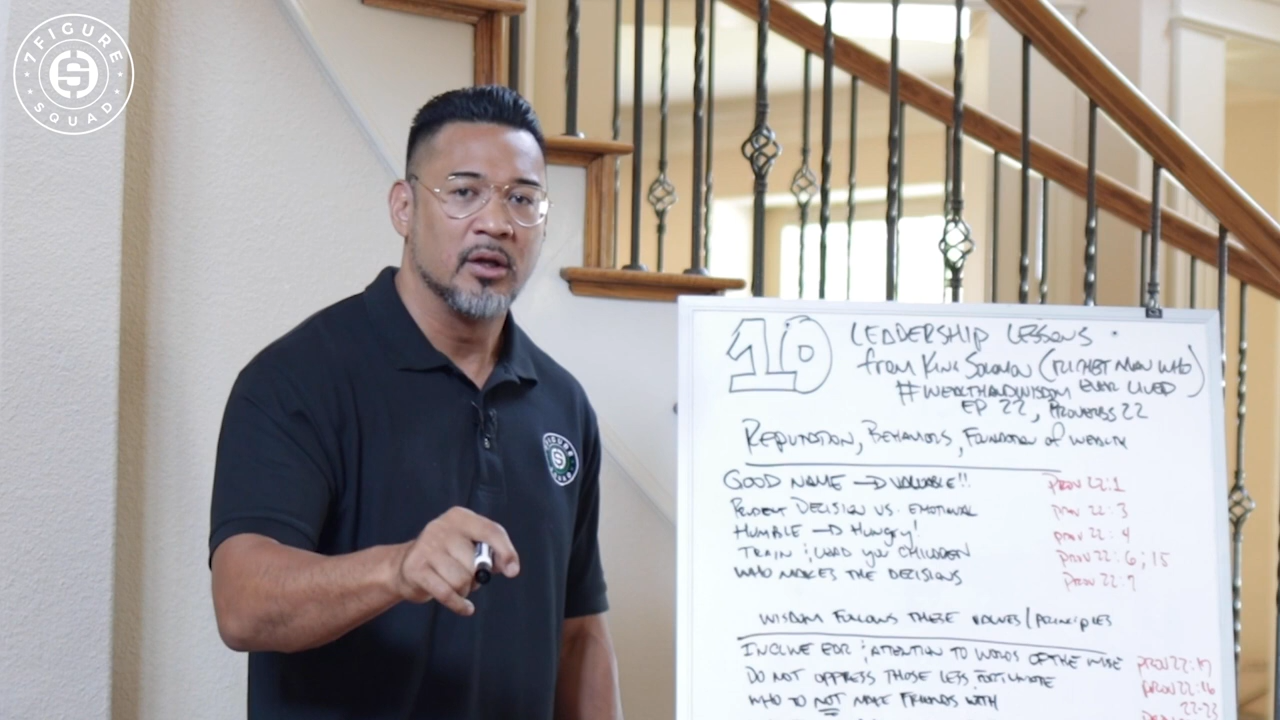 7 FIGURE SQUAD
FIGURE SQUAD
10 LEADERSHIP LESSONS
from KING SOLOMON (RICHEST MAN WHO EVER LIVED)
#WEALTHANDWISDOM
EP 22, PROVERBS 22
REPUTATION, BEHAVIORS, FOUNDATION of WEALTH
GOOD NAME → VALUABLE!! PROV 22:1
PRUDENT DECISION VS. EMOTIONAL PROV 22:3
HUMBLE → HUNGRY! PROV 22:4
TRAIN & LEAD your CHILDREN PROV 22:6;15
WHO MAKES THE DECISIONS PROV 22:7
WISDOM FOLLOWS THESE VALUES/PRINCIPLES
INCLINE EAR & ATTENTION TO WORDS OF THE WISE PROV 22:17
DO NOT OPPRESS THOSE LESS FORTUNATE PROV 22:16
22-23
WHO TO NOT MAKE FRIENDS WITH